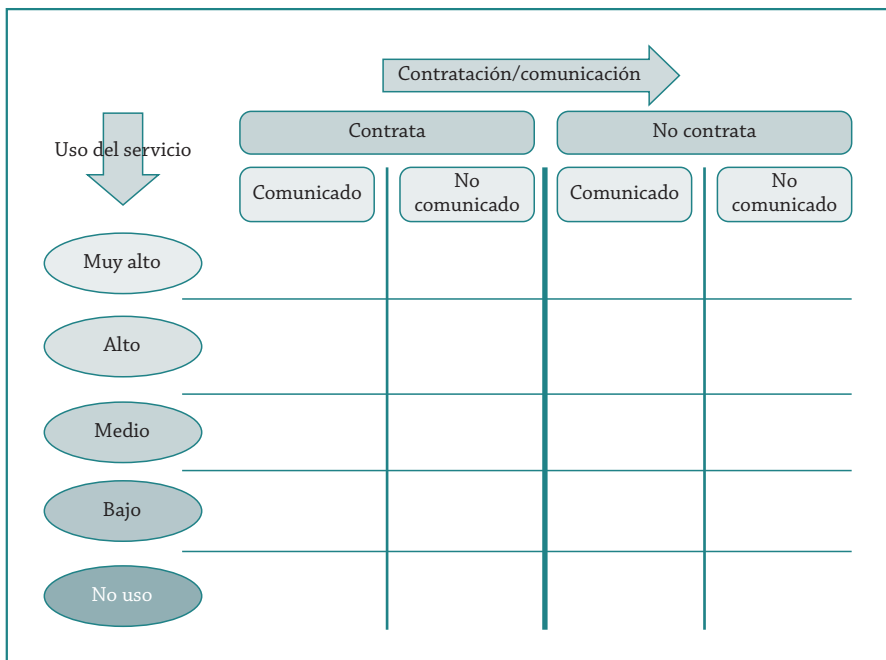 Contratación/comunicación
Uso del servicio
Contrata
No contrata
Comunicado
No
comunicado
Comunicado
No
comunicado
Muy alto
Alto
Medio
Bajo
No uso